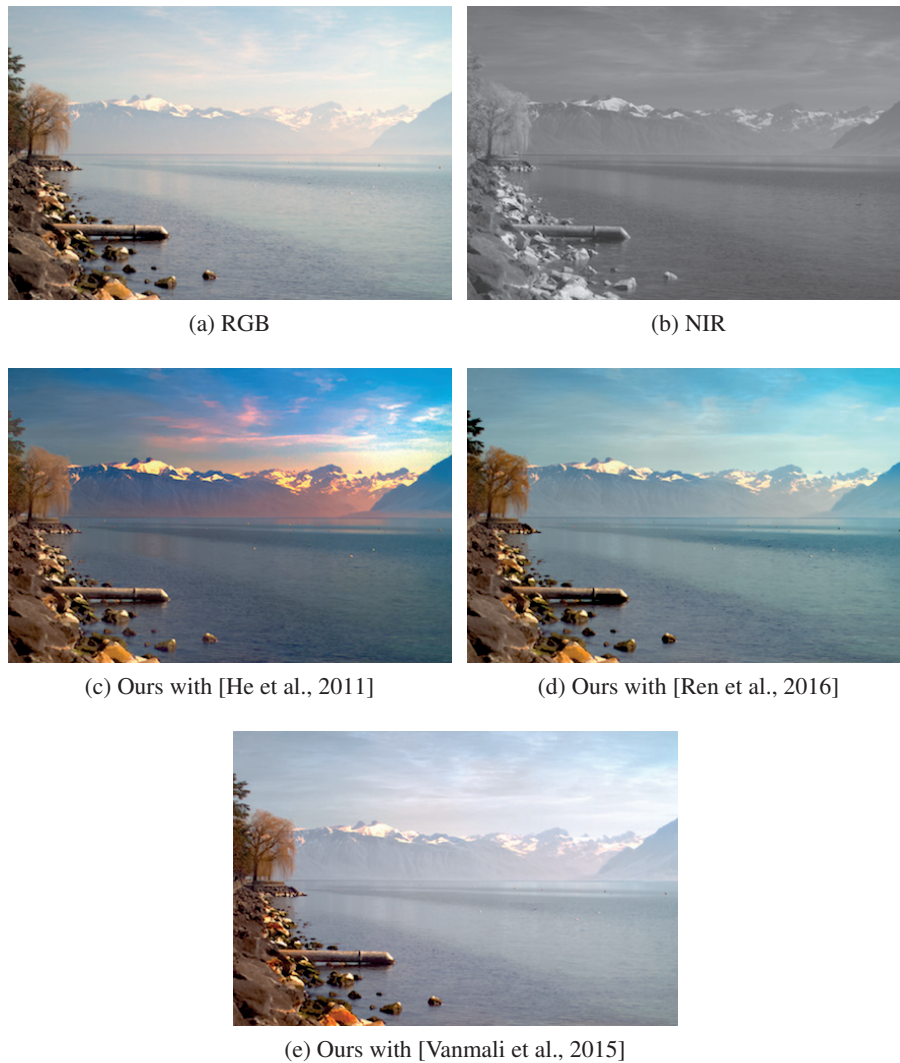 (a) RGB
(b) NIR
(c) Ours with [He et al., 2011]
(d) Ours with [Ren et al., 2016]
(e) Ours with [Vanmali et al., 2015]